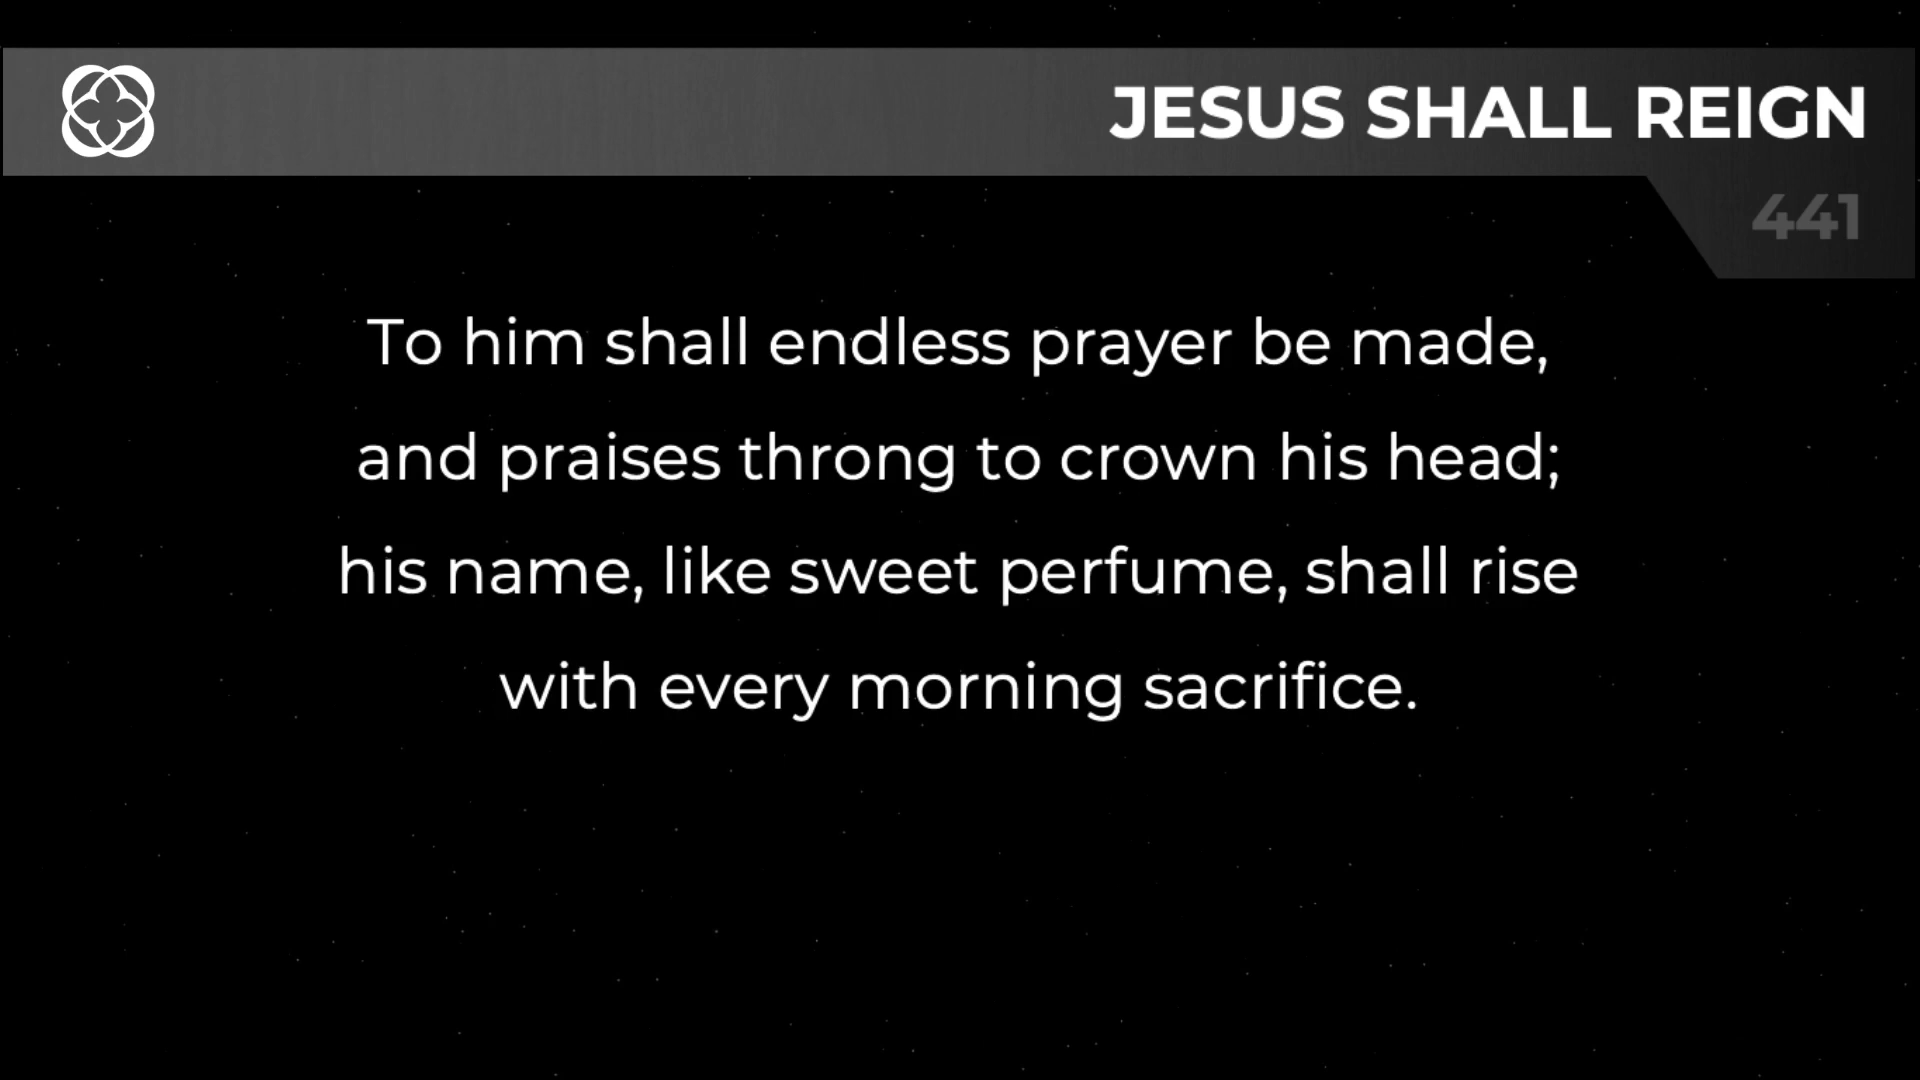 JESUS SHALL REIGN
441
To him shall endless prayer be made,
and praises throng to crown his head;
his name, like sweet perfume, shall rise
with every morning sacrifice.